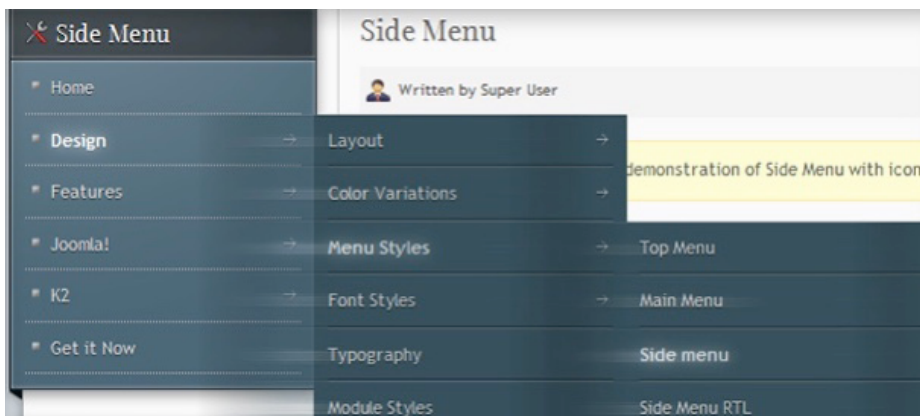 Side Menu
Home
Design
Features
Joomla!
K2
Get it Now
Side Menu
Written by Super User
demonstration of Side Menu with icon
Layout
Color Variations
Menu Styles
Font Styles
Typography
Module Styles
Top Menu
Main Menu
Side menu
Side Menu RTL